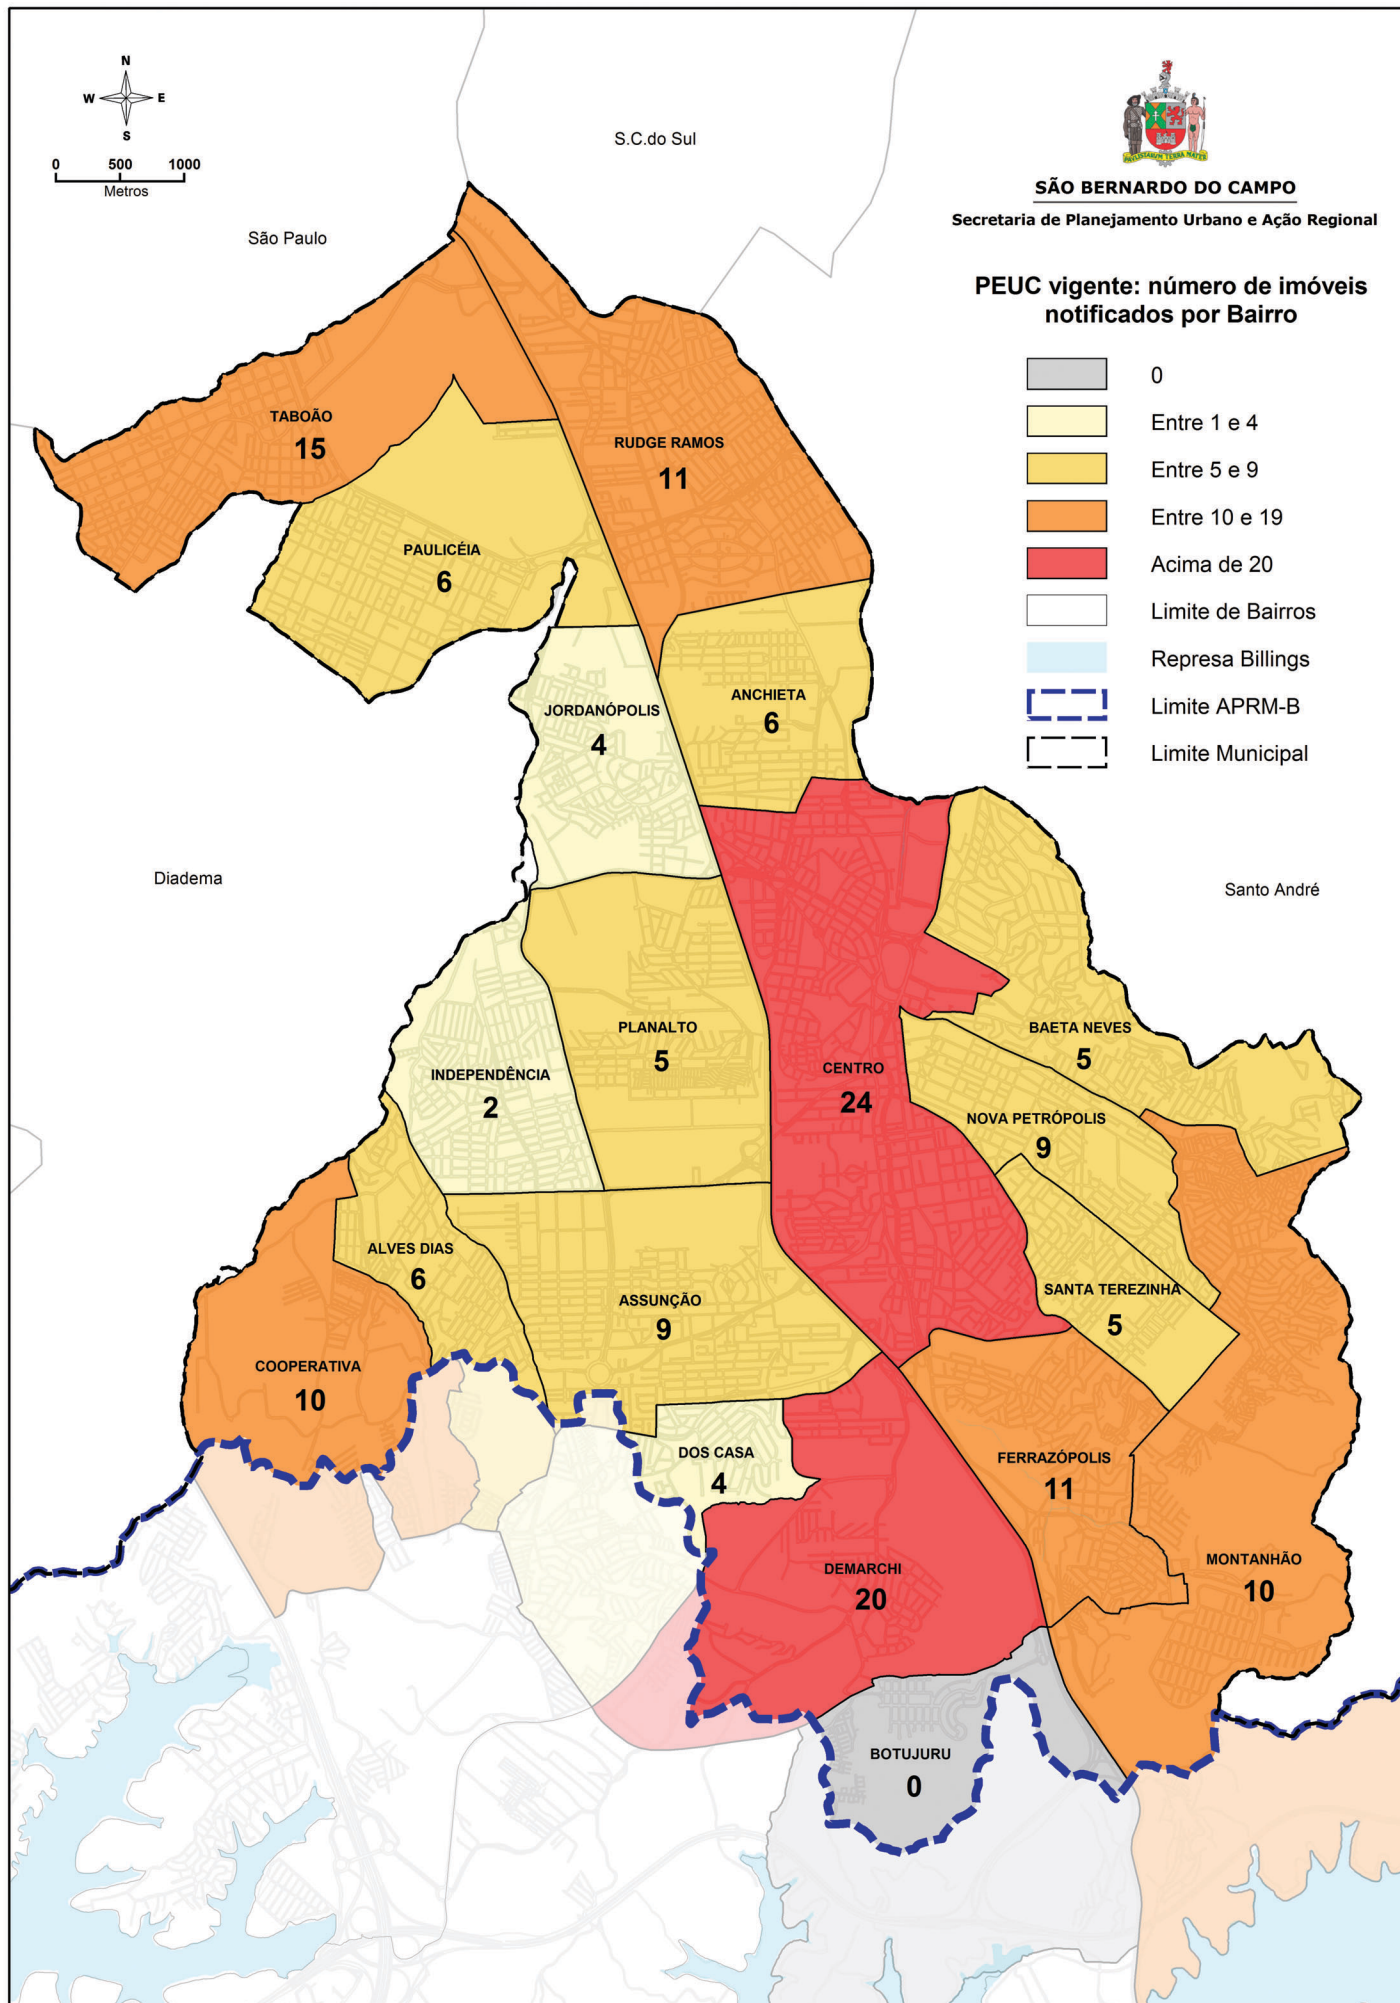 N
W
E
S
0 500 1000
Metros
S.C.do Sul
São Paulo
Diadema
Santo André
PAULISTARUM TERRA MATER
SÃO BERNARDO DO CAMPO
Secretaria de Planejamento Urbano e Ação Regional
PEUC vigente: número de imóveis
notificados por Bairro
0
Entre 1 e 4
Entre 5 e 9
Entre 10 e 19
Acima de 20
Limite de Bairros
Represa Billings
Limite APRM-B
Limite Municipal
TABOÃO
15
RUDGE RAMOS
11
PAULICÉIA
6
JORDANÓPOLIS
4
ANCHIETA
6
PLANALTO
5
CENTRO
24
BAETA NEVES
5
INDEPENDÊNCIA
2
NOVA PETRÓPOLIS
9
ALVES DIAS
6
ASSUNÇÃO
9
SANTA TEREZINHA
5
COOPERATIVA
10
DOS CASA
4
FERRAZÓPOLIS
11
DEMARCHI
20
MONTANHÃO
10
BOTUJURU
0